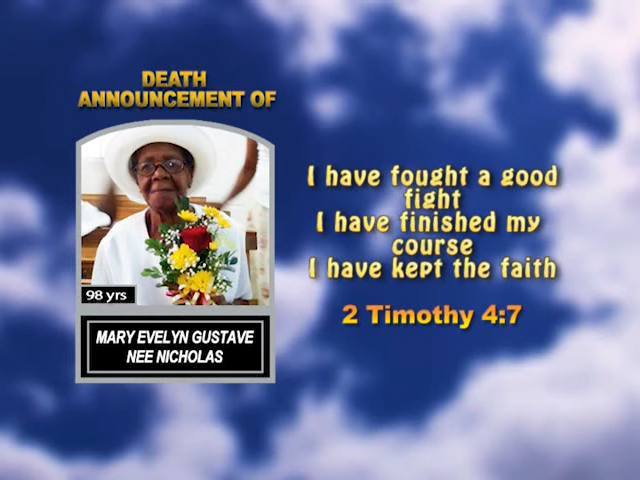 DEATH
ANNOUNCEMENT OF
98 yrs
MARY EVELYN GUSTAVE
NEE NICHOLAS
I have fought a good
fight
I have finished my
course
I have kept the faith
2 Timothy 4:7